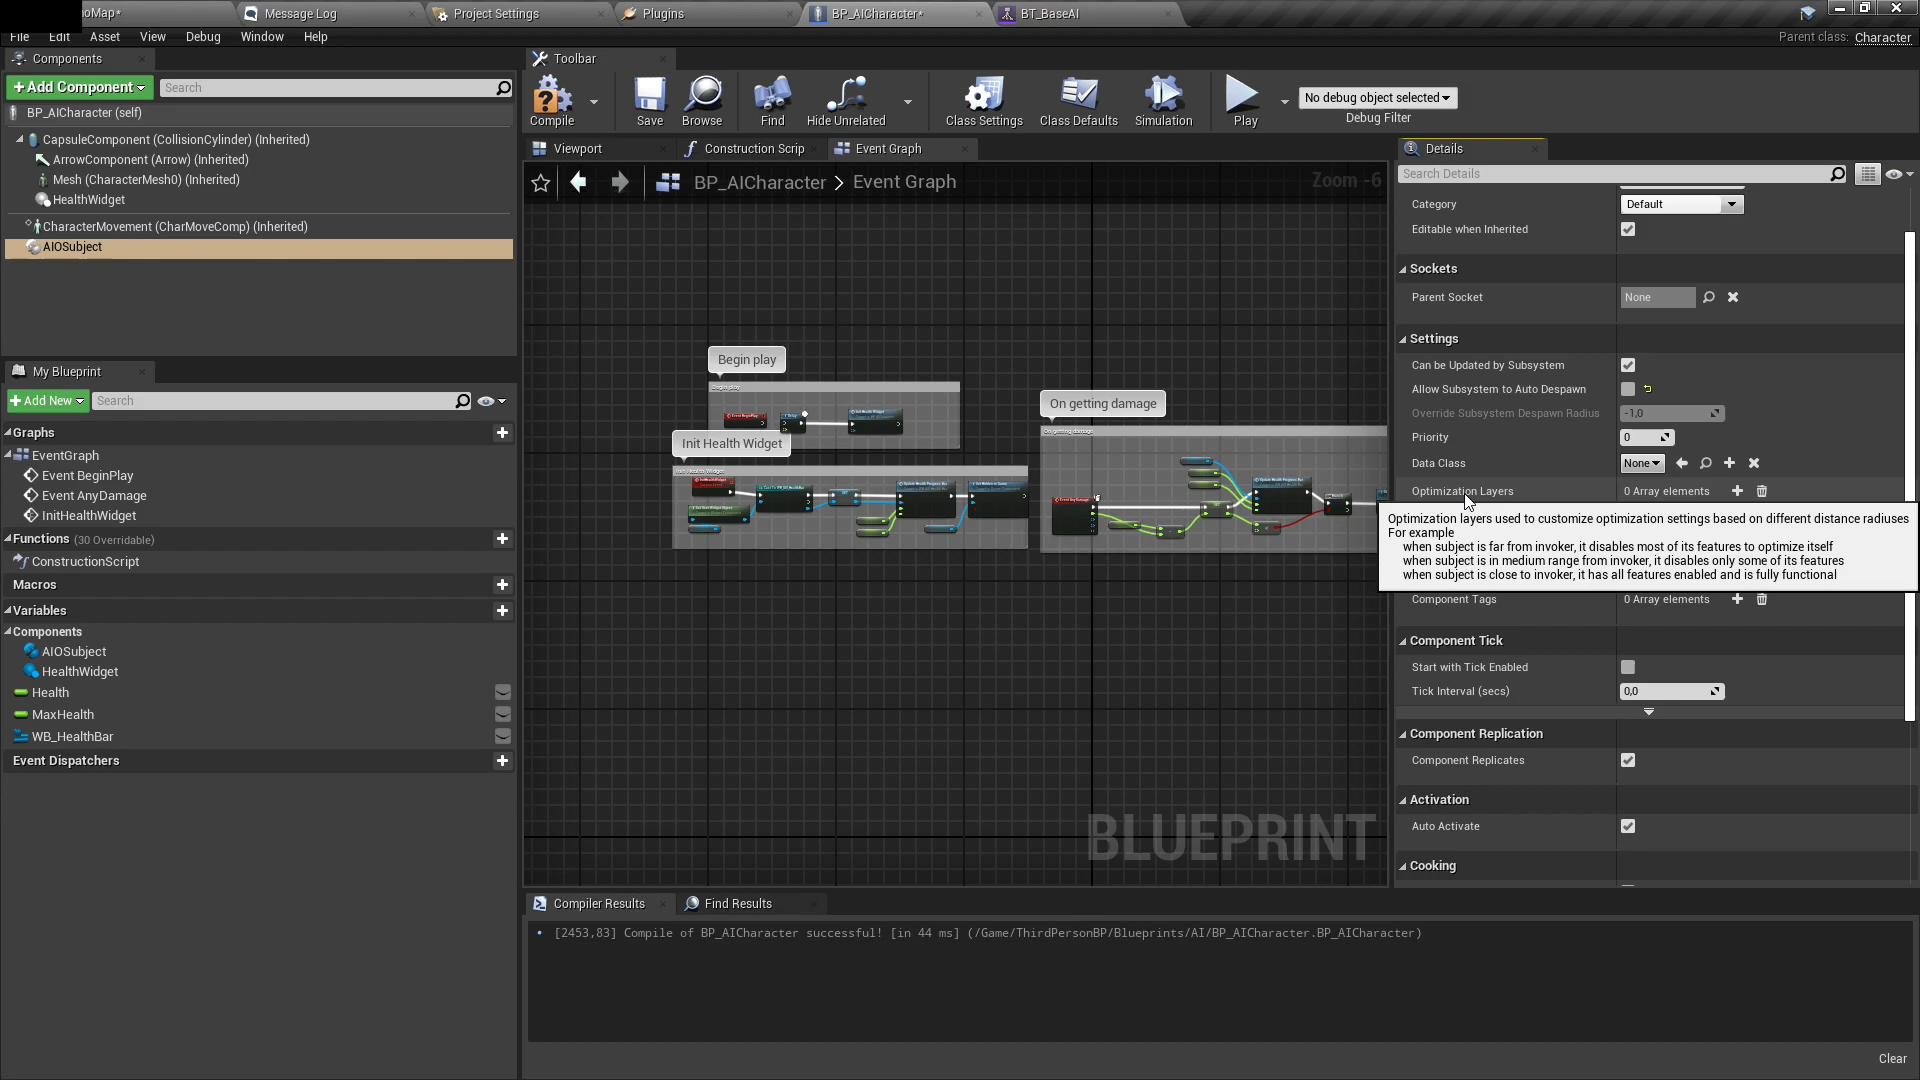 oMap*
Message Log
Project Settings
Plugins
BP_AICharacter*
BT_BaseAI
File Edit Asset View Debug Window Help
Parent class: Character
Components
Toolbar
+Add Component
Search
BP_AICharacter (self)
CapsuleComponent (CollisionCylinder) (Inherited)
ArrowComponent (Arrow) (Inherited)
Mesh (CharacterMesh0) (Inherited)
HealthWidget
CharacterMovement (CharMoveComp) (Inherited)
AIOSubject
Compile
Save
Browse
Find
Hide Unrelated
Class Settings
Class Defaults
Simulation
Play
No debug object selected
Debug Filter
Viewport
Construction Scrip
Event Graph
BP_AICharacter > Event Graph
Zoom -6
Begin play
Begin play
Init Health Widget
Init Health Widget
On getting damage
On getting damage
BLUEPRINT
My Blueprint
+Add New
Search
Graphs
EventGraph
Event BeginPlay
Event AnyDamage
InitHealthWidget
Functions (30 Overridable)
ConstructionScript
Macros
Variables
Components
AIOSubject
HealthWidget
Health
MaxHealth
WB_HealthBar
Event Dispatchers
Details
Search Details
Category
Default
Editable when Inherited
Sockets
Parent Socket
None
Settings
Can be Updated by Subsystem
Allow Subsystem to Auto Despawn
Override Subsystem Despawn Radius
-1,0
Priority
0
Data Class
None
Optimization Layers
0 Array elements
Optimization layers used to customize optimization settings based on different distance radiuses
For example
when subject is far from invoker, it disables most of its features to optimize itself
when subject is in medium range from invoker, it disables only some of its features
when subject is close to invoker, it has all features enabled and is fully functional
Component Tags
0 Array elements
Component Tick
Start with Tick Enabled
Tick Interval (secs)
0,0
Component Replication
Component Replicates
Activation
Auto Activate
Cooking
Compiler Results
Find Results
[2453,83] Compile of BP_AICharacter successful! [in 44 ms] (/Game/ThirdPersonBP/Blueprints/AI/BP_AICharacter.BP_AICharacter)
Clear